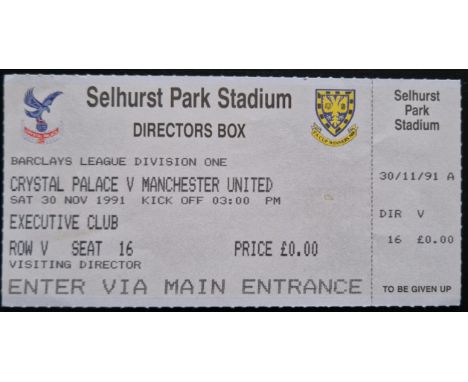 Selhurst Park Stadium
DIRECTORS BOX
BARCLAYS LEAGUE DIVISION ONE
CRYSTAL PALACE V MANCHESTER UNITED
SAT 30 NOV 1991 KICK OFF 03:00 PM
EXECUTIVE CLUB
ROW V SEAT 16 PRICE £0.00
VISITING DIRECTOR
ENTER VIA MAIN ENTRANCE
Selhurst
Park
Stadium
30/11/91 A
DIR V
16 £0.00
TO BE GIVEN UP